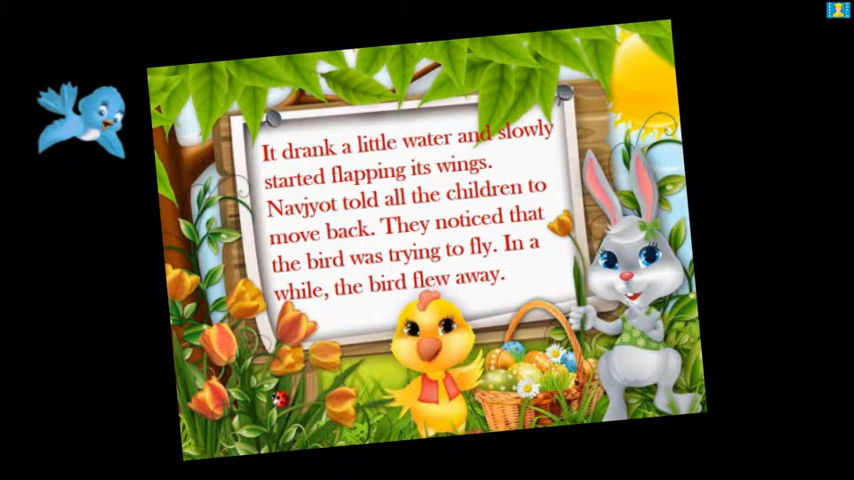 It drank a little water and slowly
started flapping its wings.
Navjyot told all the children to
move back. They noticed that
the bird was trying to fly. In a
while, the bird flew away.